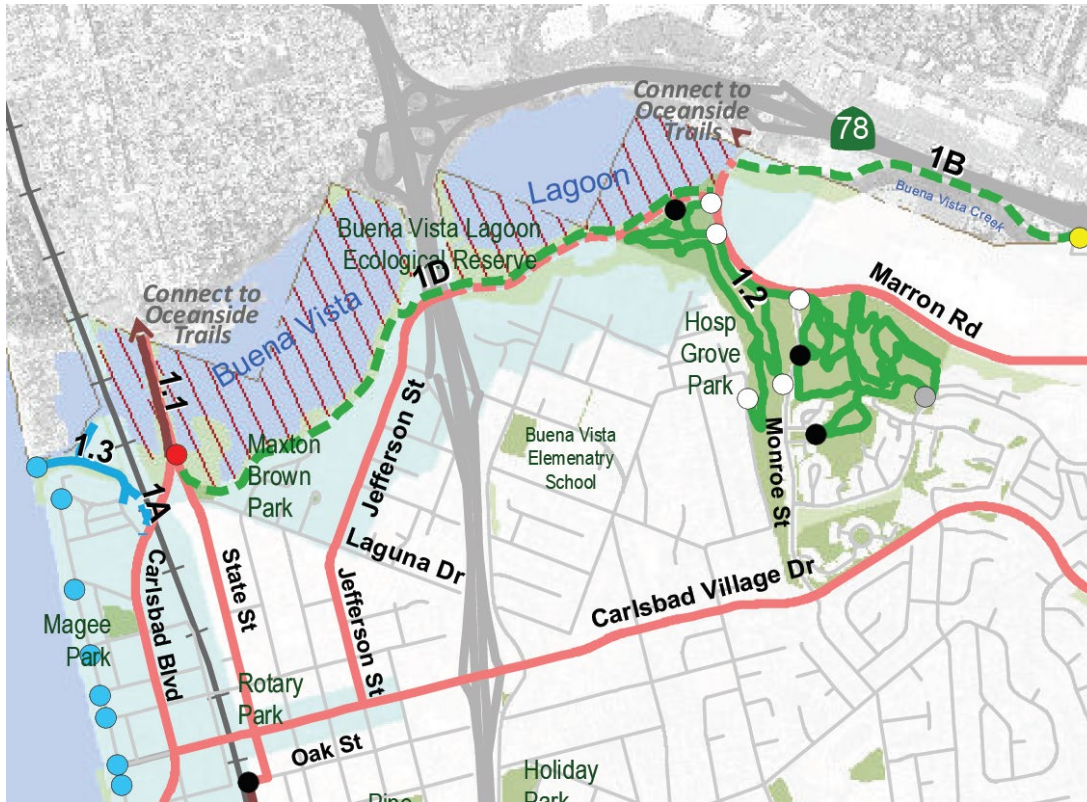 Connect to
Oceanside
Trails
78
1B
Buena Vista Creek
Lagoon
Buena Vista Lagoon
Ecological Reserve
1D
1.2
Marron Rd
Connect to
Oceanside
Trails
Buena Vista
1.1
Hosp
Grove
Park
Jefferson St
1.3
Maxton
Brown
Park
Buena Vista
Elemenatry
School
Monroe St
1A
Laguna Dr
State St
Carlsbad Blvd
Jefferson St
Carlsbad Village Dr
Magee
Park
Rotary
Park
Oak St
Holiday
Park
Pine